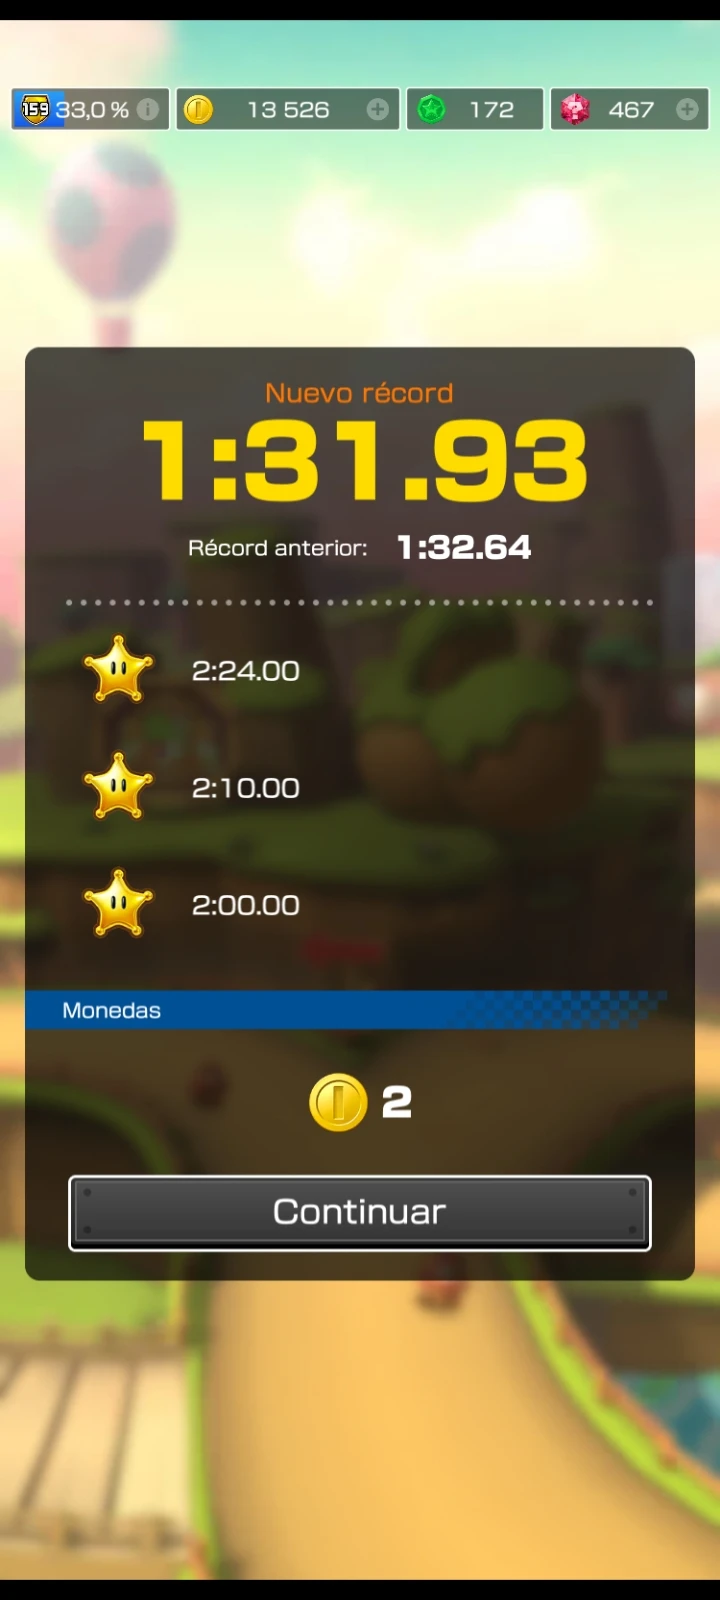 159 33,0 % 13 526 172 467
Nuevo récord
1:31.93
Récord anterior: 1:32.64
2:24.00
2:10.00
2:00.00
Monedas
2
Continuar